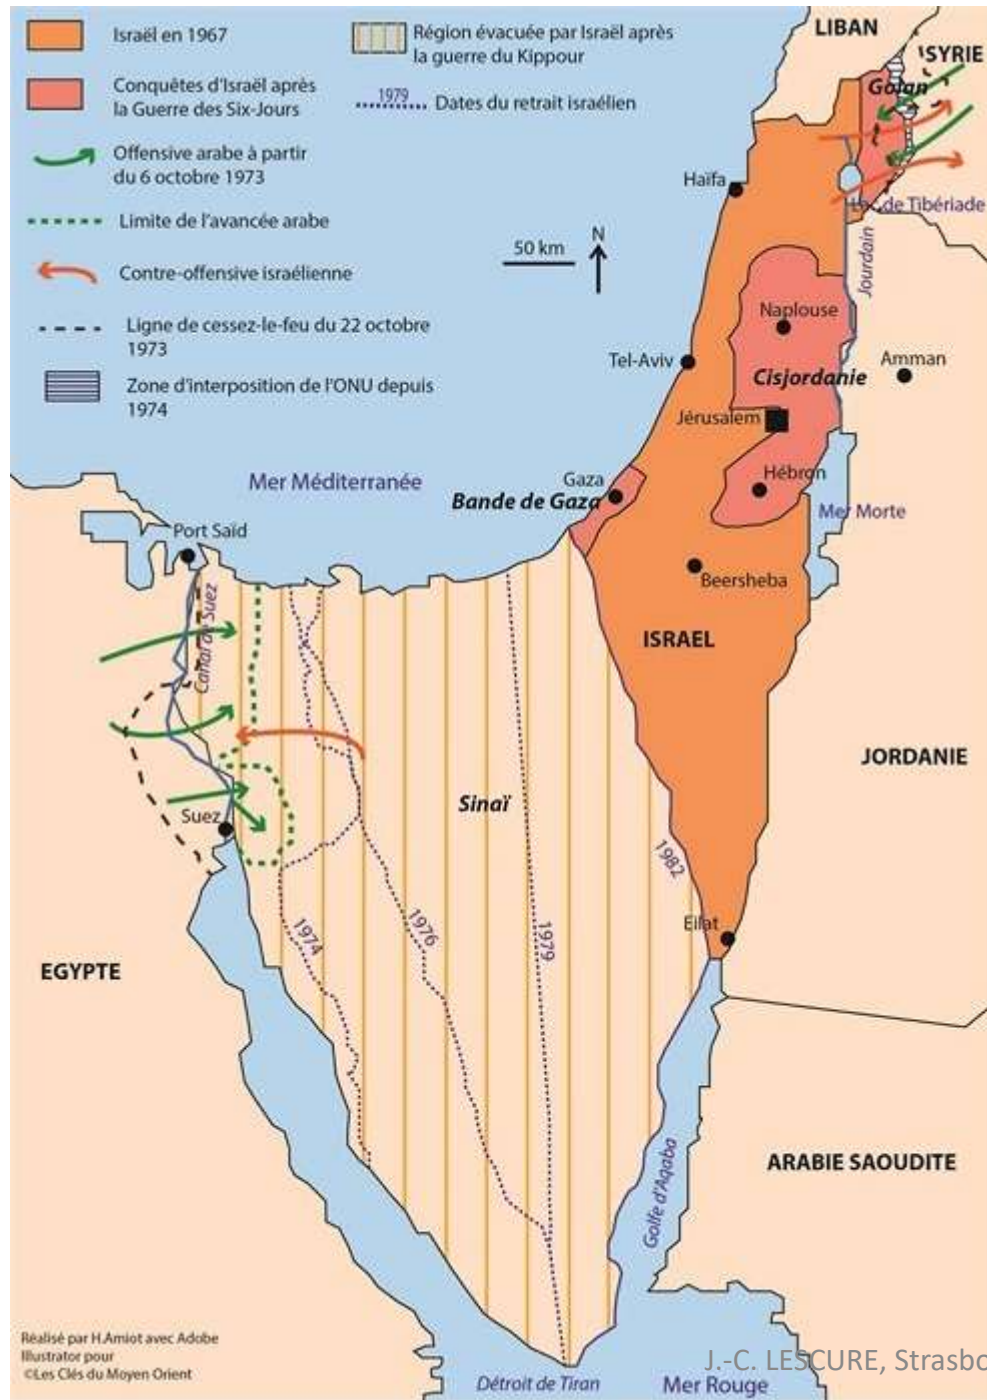 Israël en 1967
Conquêtes d'Israël après
la Guerre des Six-Jours
Offensive arabe à partir
du 6 octobre 1973
Limite de l'avancée arabe
Contre-offensive israélienne
Ligne de cessez-le-feu du 22 octobre
1973
Zone d'interposition de l'ONU depuis
1974
Région évacuée par Israël après
la guerre du Kippour
1979
Dates du retrait israélien
50 km
N
LIBAN
SYRIE
Golan
Haïfa
Lac de Tibériade
Jourdain
Naplouse
Tel-Aviv
Amman
Cisjordanie
Jérusalem
Mer Méditerranée
Gaza
Bande de Gaza
Hébron
Mer Morte
Port Saïd
Beersheba
Canal de Suez
ISRAEL
JORDANIE
Sinaï
Suez
1982
Eilat
1974
1976
1979
EGYPTE
Golfe d'Aqaba
ARABIE SAOUDITE
Réalisé par H.Amiot avec Adobe
Illustrator pour
©Les Clés du Moyen Orient
J.-C. LESCURE, Strasbo
Détroit de Tiran
Mer Rouge